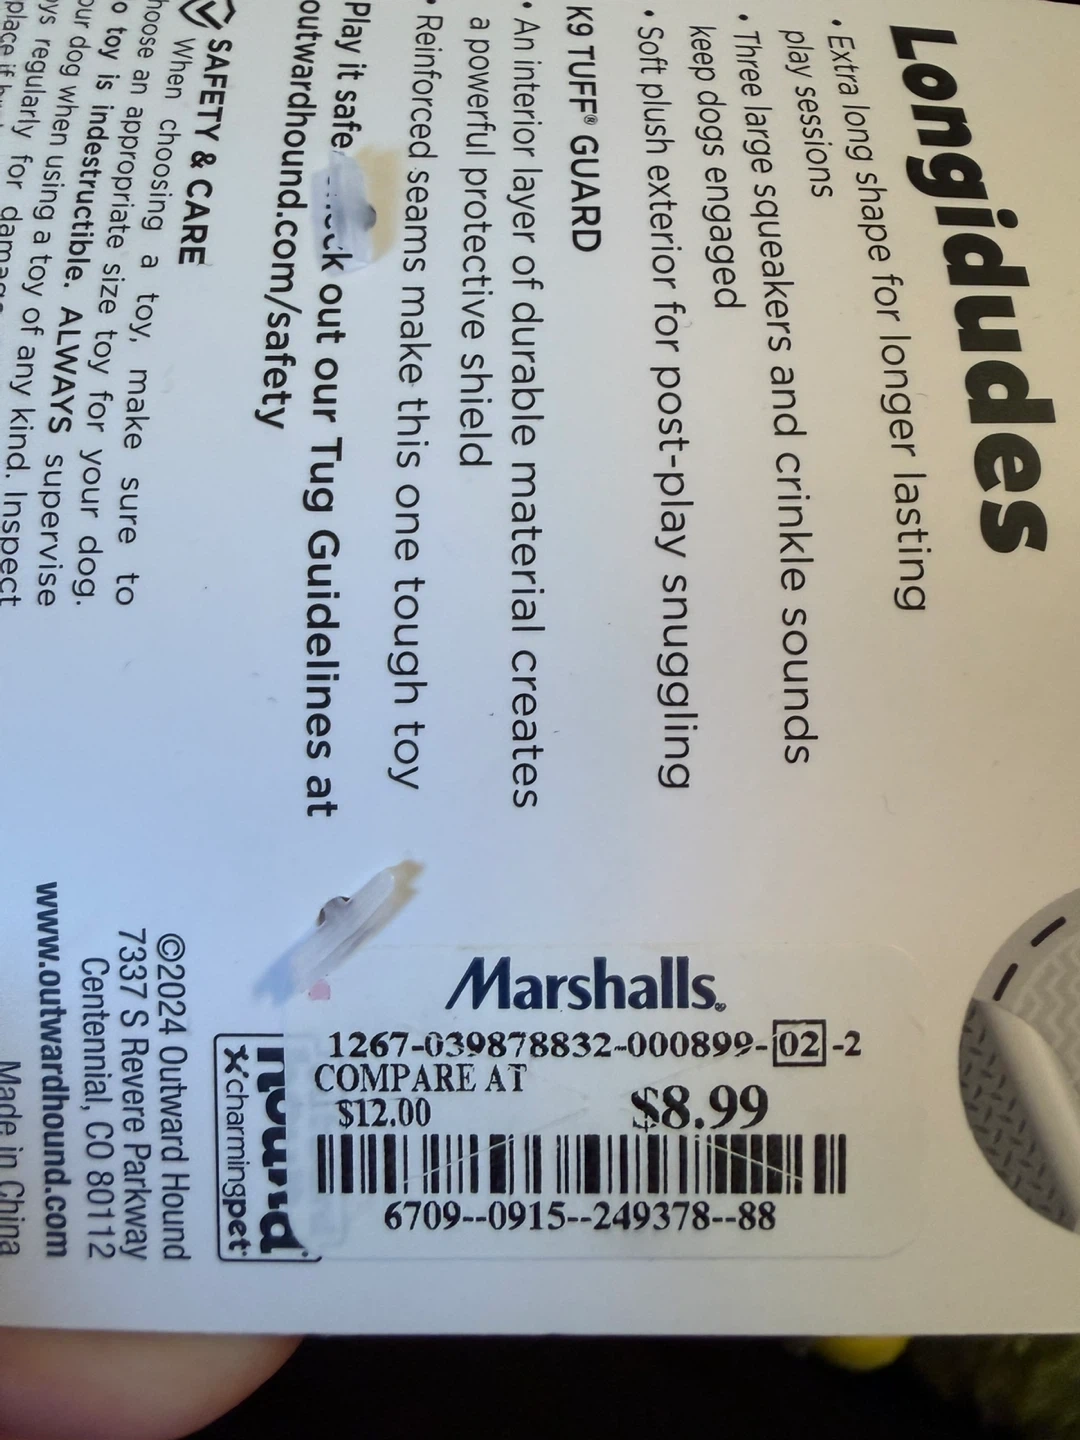 Longidudes
• Extra long shape for longer lasting
play sessions
• Three large squeakers and crinkle sounds
keep dogs engaged
• Soft plush exterior for post-play snuggling
K9 TUFF® GUARD
• An interior layer of durable material creates
a powerful protective shield
• Reinforced seams make this one tough toy
Play it safe. out our Tug Guidelines at
outwardhound.com/safety
SAFETY & CARE
When choosing a toy, make sure to
choose an appropriate size toy for your dog.
No toy is indestructible. ALWAYS supervise
your dog when using a toy of any kind. Inspect
toys regularly for damage
©2024 Outward Hound
7337 S Revere Parkway
Centennial, CO 80112
www.outwardhound.com
Made in China
hound
charmingpet
Marshalls.
1267-039878832-000899-02-2
COMPARE AT
$12.00 $8.99
6709--0915--249378--88